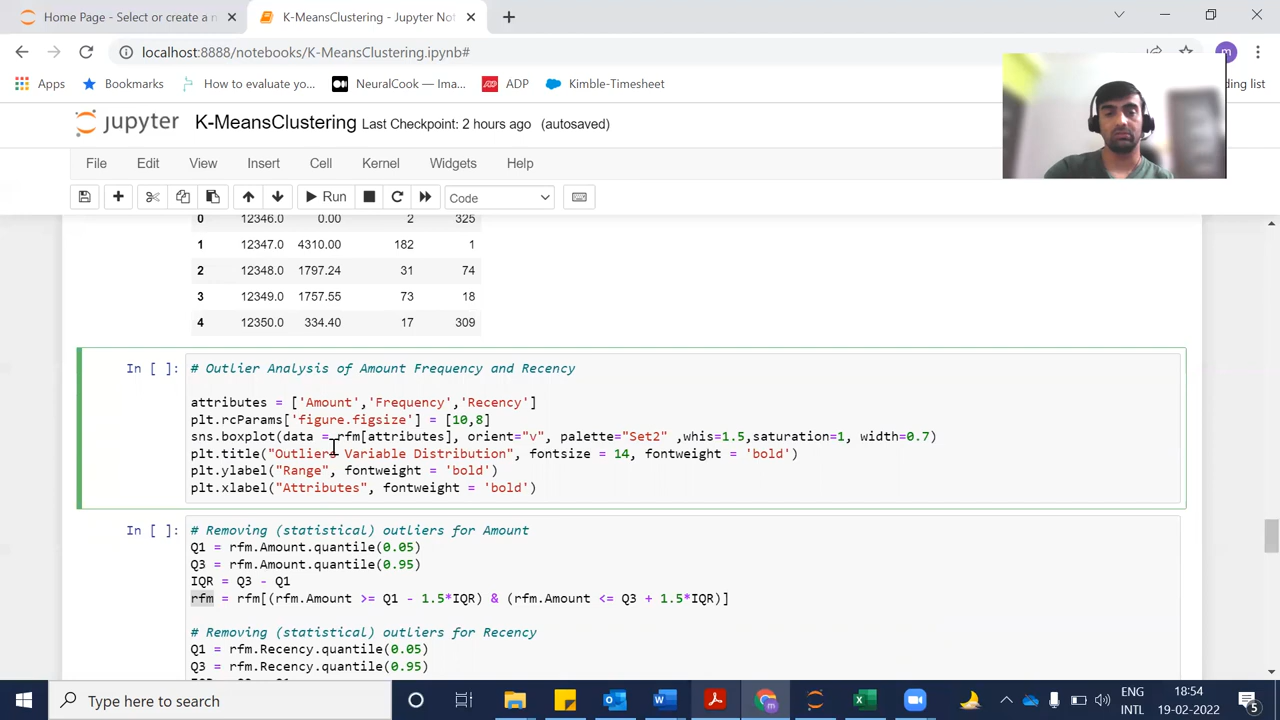 Home Page - Select or create a n
K-MeansClustering - Jupyter Not
localhost:8888/notebooks/K-MeansClustering.ipynb#
m
Apps
Bookmarks
How to evaluate yo...
NeuralCook — Ima...
ADP
Kimble-Timesheet
ding list
jupyter
K-MeansClustering Last Checkpoint: 2 hours ago (autosaved)
File Edit View Insert Cell Kernel Widgets Help
Run
Code
0 12346.0 0.00 2 325
1 12347.0 4310.00 182 1
2 12348.0 1797.24 31 74
3 12349.0 1757.55 73 18
4 12350.0 334.40 17 309
In [ ]: # Outlier Analysis of Amount Frequency and Recency
attributes = ['Amount','Frequency','Recency']
plt.rcParams['figure.figsize'] = [10,8]
sns.boxplot(data = rfm[attributes], orient="v", palette="Set2" ,whis=1.5,saturation=1, width=0.7)
plt.title("Outliers Variable Distribution", fontsize = 14, fontweight = 'bold')
plt.ylabel("Range", fontweight = 'bold')
plt.xlabel("Attributes", fontweight = 'bold')
In [ ]: # Removing (statistical) outliers for Amount
Q1 = rfm.Amount.quantile(0.05)
Q3 = rfm.Amount.quantile(0.95)
IQR = Q3 - Q1
rfm = rfm[(rfm.Amount >= Q1 - 1.5*IQR) & (rfm.Amount <= Q3 + 1.5*IQR)]
# Removing (statistical) outliers for Recency
Q1 = rfm.Recency.quantile(0.05)
Q3 = rfm.Recency.quantile(0.95)
Type here to search
ENG
INTL
18:54
19-02-2022
5